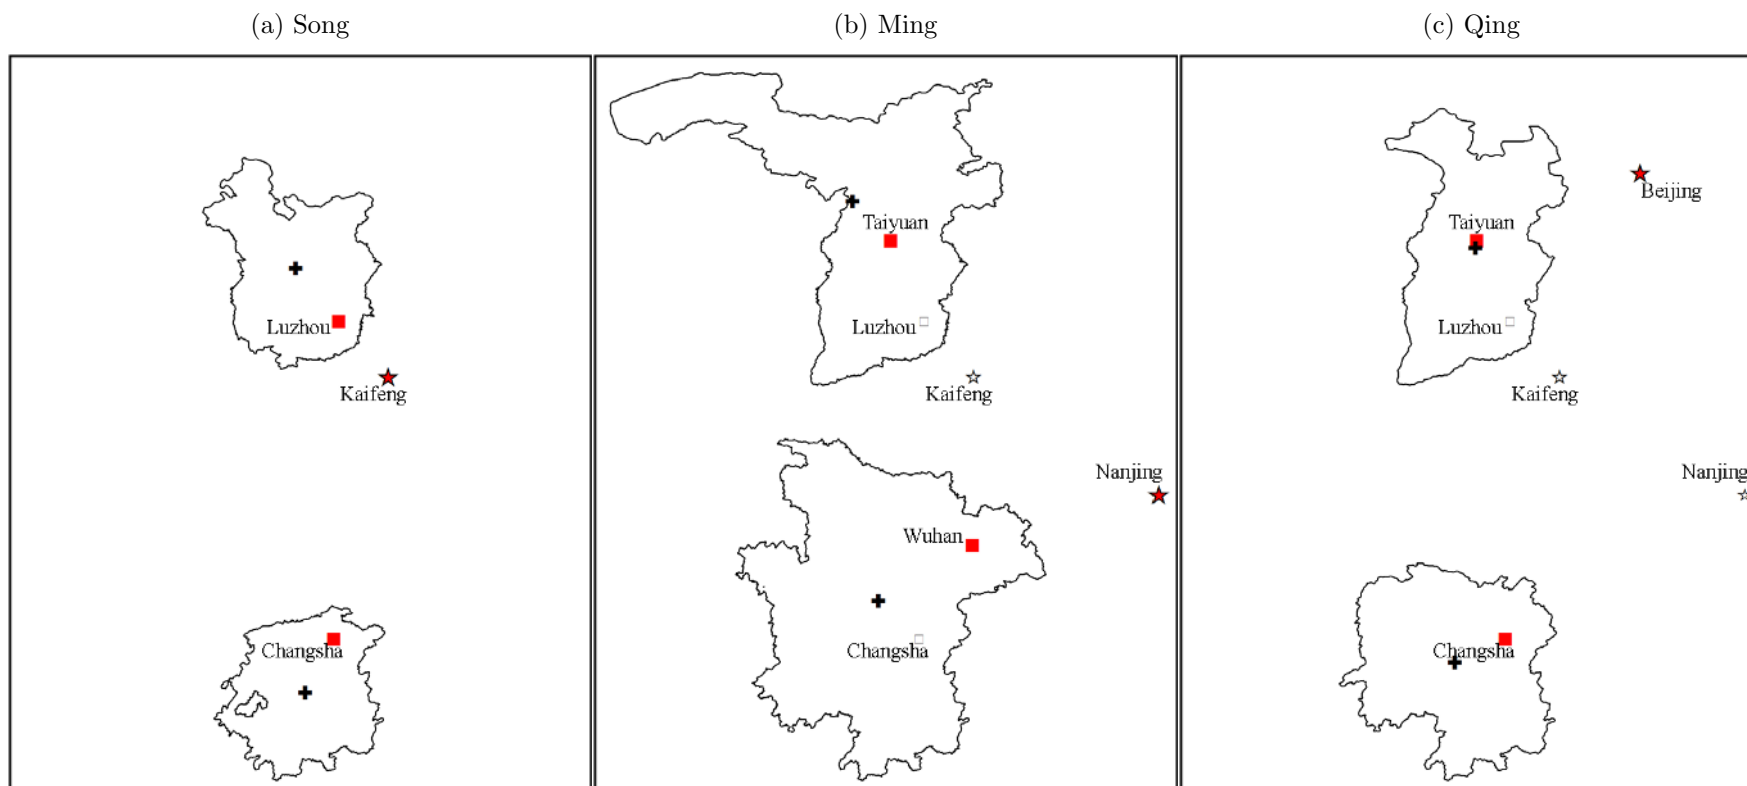 (a) Song
Luzhou
Kaifeng
Changsha
(b) Ming
Taiyuan
Luzhou
Kaifeng
Nanjing
Wuhan
Changsha
(c) Qing
Beijing
Taiyuan
Luzhou
Kaifeng
Nanjing
Changsha